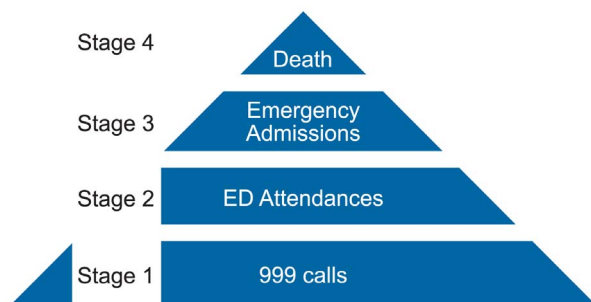 Stage 4
Death
Stage 3
Emergency
Admissions
Stage 2
ED Attendances
Stage 1
999 calls